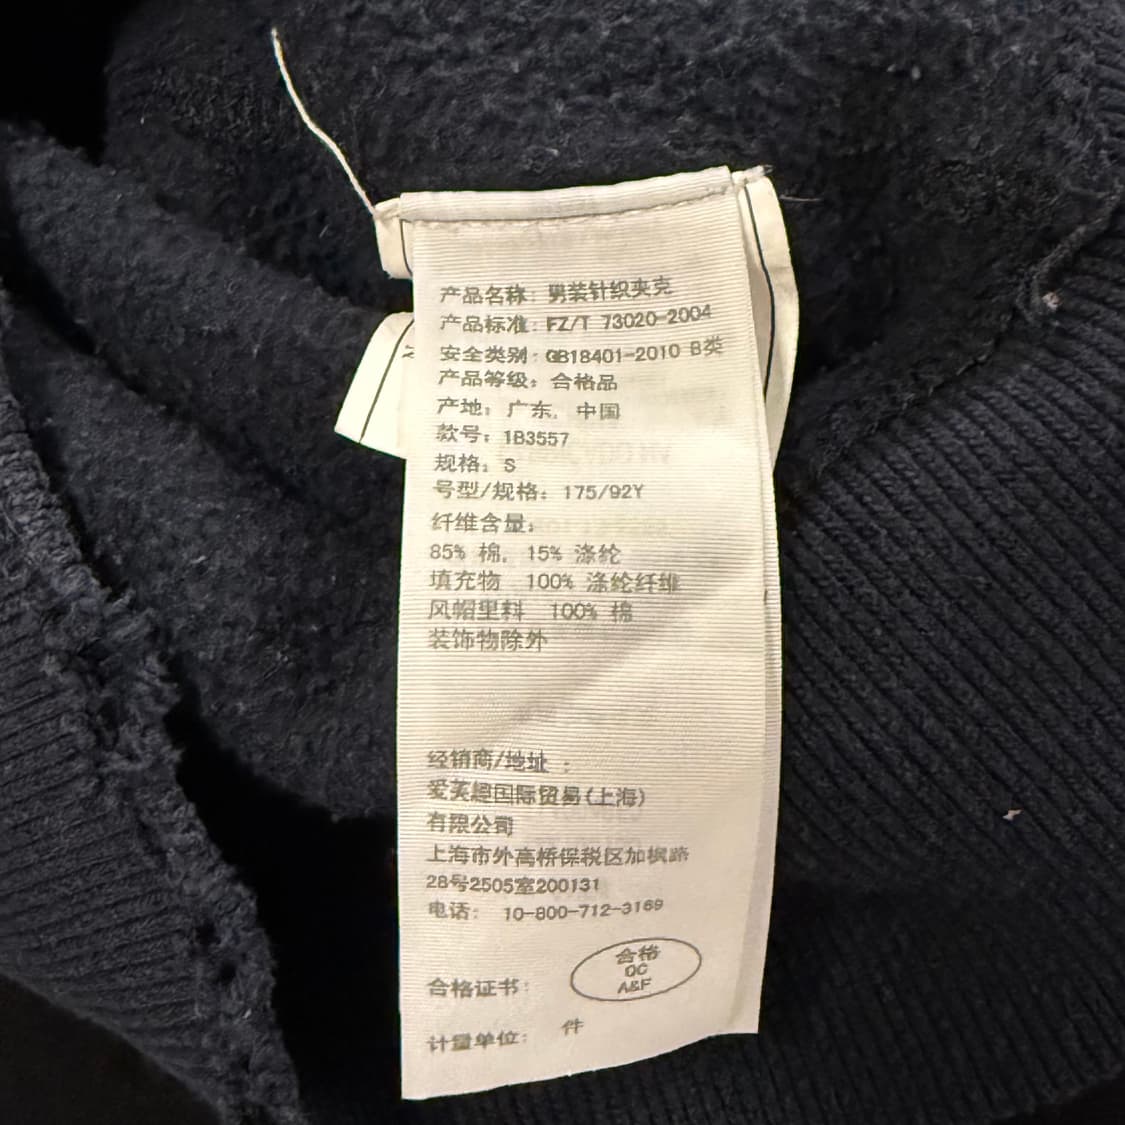 产品名称: 男装针织夹克
产品标准: FZ/T 73020-2004
安全类别: GB18401-2010 B类
产品等级: 合格品
产地: 广东, 中国
款号: 1B3557
规格: S
号型/规格: 175/92Y
纤维含量:
85% 棉, 15% 涤纶
填充物 100% 涤纶纤维
风帽里料 100% 棉
装饰物除外
经销商/地址 :
爱芙趣国际贸易(上海)
有限公司
上海市外高桥保税区加枫路
28号2505室200131
电话: 10-800-712-3169
合格
QC
A&F
合格证书:
计量单位: 件